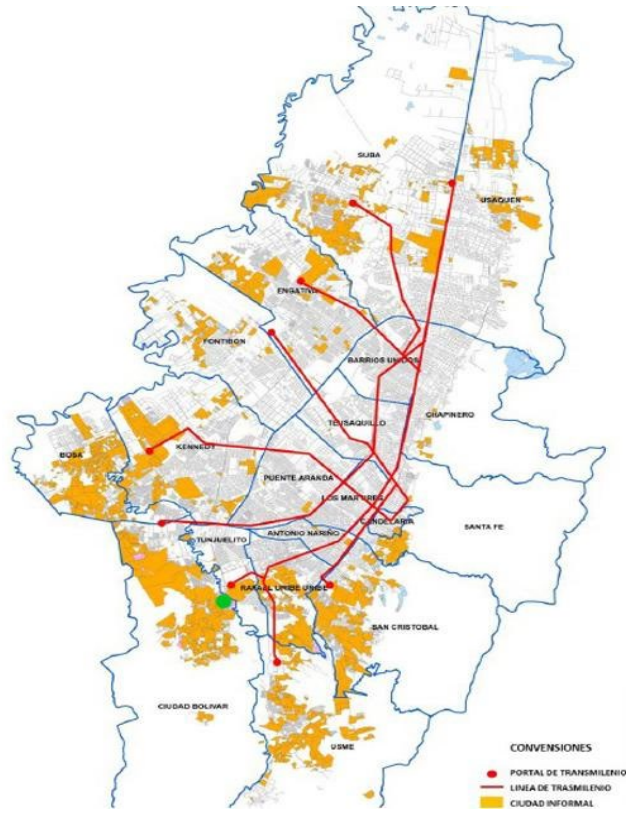 SUBA
USAQUEN
ENGATIVA
FONTIBON
BARRIOS UNIDOS
CHAPINERO
TEUSAQUILLO
KENNEDY
BOSA
PUENTE ARANDA
LOS MARTIRES
CANDELARIA
SANTA FE
ANTONIO NARIÑO
TUNJUELITO
RAFAEL URIBE URIBE
SAN CRISTOBAL
CIUDAD BOLIVAR
USME
CONVENSIONES
PORTAL DE TRANSMILENIO
LINEA DE TRASMILENIO
CIUDAD INFORMAL